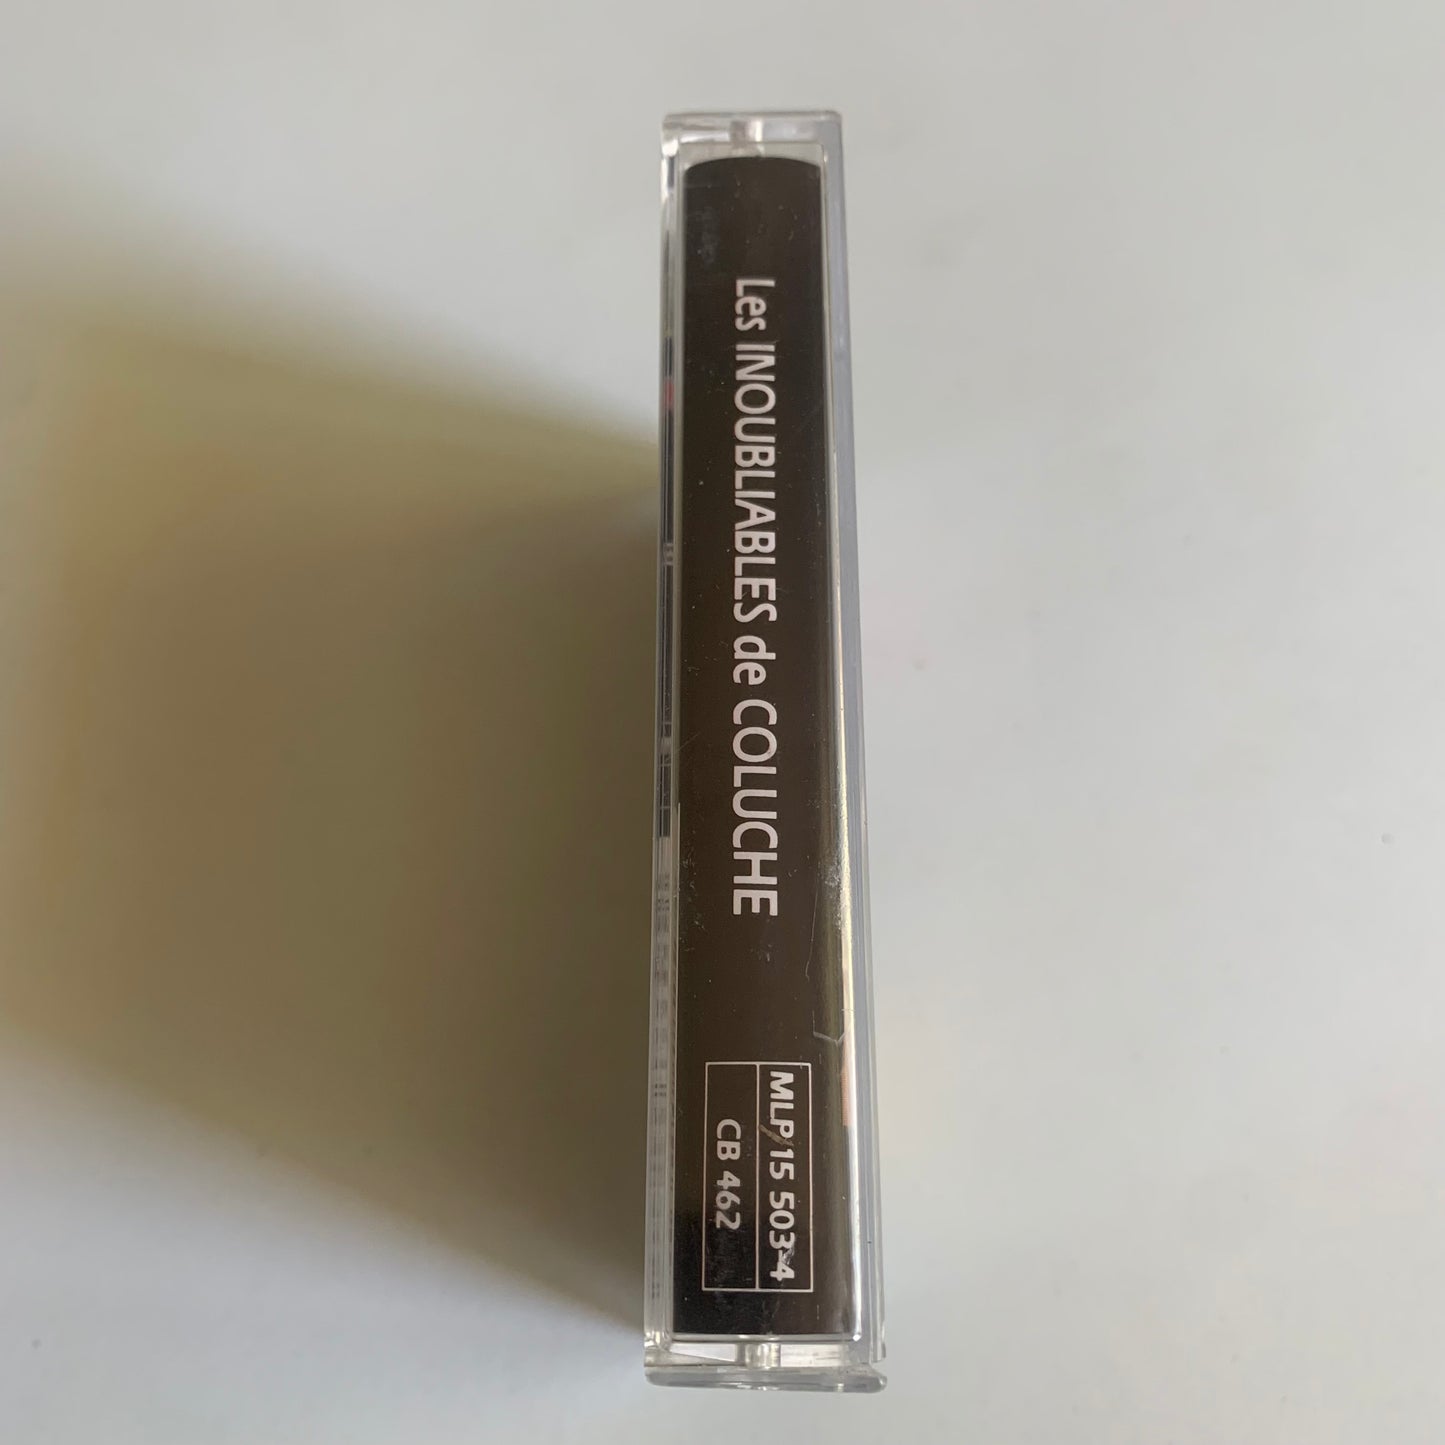 Les INOUBLIABLES de COLUCHE
MLP 15 503-4
CB 462